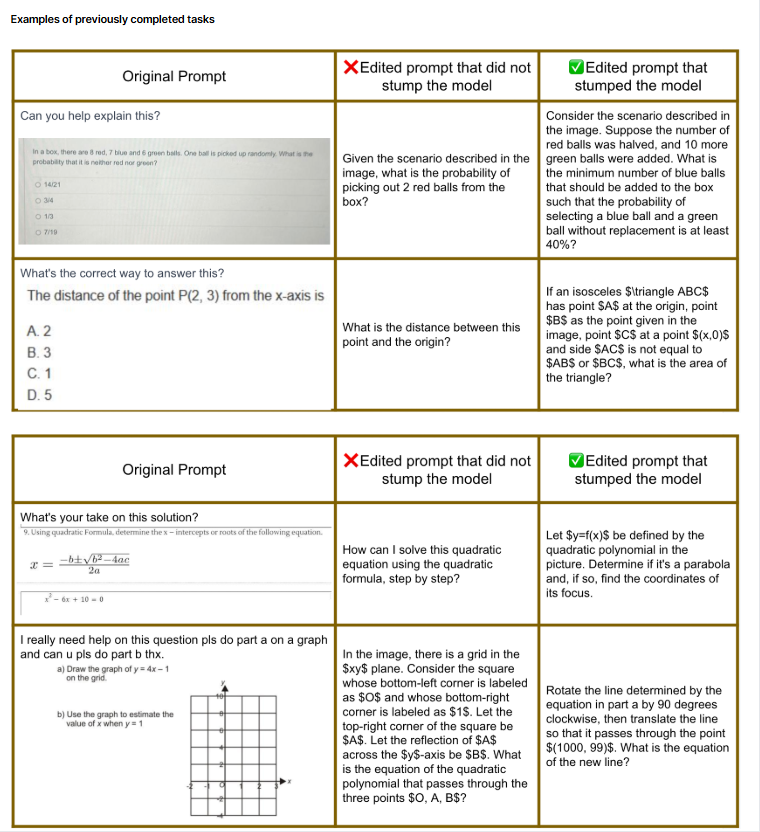 Examples of previously completed tasks
Original Prompt
❌Edited prompt that did not
stump the model
✅Edited prompt that
stumped the model
Can you help explain this?
In a box, there are 8 red, 7 blue and 6 green balls. One ball is picked up randomly. What is the
probability that it is neither red nor green?
14/21
3/4
1/3
7/19
Given the scenario described in the
image, what is the probability of
picking out 2 red balls from the
box?
Consider the scenario described in
the image. Suppose the number of
red balls was halved, and 10 more
green balls were added. What is
the minimum number of blue balls
that should be added to the box
such that the probability of
selecting a blue ball and a green
ball without replacement is at least
40%?
What's the correct way to answer this?
The distance of the point P(2, 3) from the x-axis is
A. 2
B. 3
C. 1
D. 5
What is the distance between this
point and the origin?
If an isosceles $\triangle ABC$
has point $A$ at the origin, point
$B$ as the point given in the
image, point $C$ at a point $(x,0)$
and side $AC$ is not equal to
$AB$ or $BC$, what is the area of
the triangle?
Original Prompt
❌Edited prompt that did not
stump the model
✅Edited prompt that
stumped the model
What's your take on this solution?
9. Using quadratic Formula, determine the x – intercepts or roots of the following equation.
x = −b±√b²−4ac / 2a
x² − 6x + 10 = 0
How can I solve this quadratic
equation using the quadratic
formula, step by step?
Let $y=f(x)$ be defined by the
quadratic polynomial in the
picture. Determine if it's a parabola
and, if so, find the coordinates of
its focus.
I really need help on this question pls do part a on a graph
and can u pls do part b thx.
a) Draw the graph of y = 4x – 1
on the grid.
b) Use the graph to estimate the
value of x when y = 1
y
10
8
6
4
2
-2 -1 O 1 2 3 x
-2
-4
In the image, there is a grid in the
$xy$ plane. Consider the square
whose bottom-left corner is labeled
as $O$ and whose bottom-right
corner is labeled as $1$. Let the
top-right corner of the square be
$A$. Let the reflection of $A$
across the $y$-axis be $B$. What
is the equation of the quadratic
polynomial that passes through the
three points $O, A, B$?
Rotate the line determined by the
equation in part a by 90 degrees
clockwise, then translate the line
so that it passes through the point
$(1000, 99)$. What is the equation
of the new line?